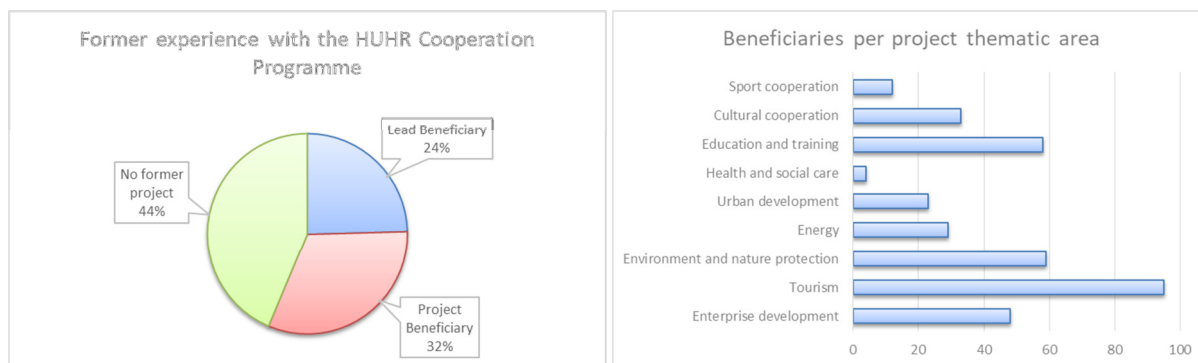 Former experience with the HUHR Cooperation
Programme
Lead Beneficiary
24%
No former
project
44%
Project
Beneficiary
32%
Beneficiaries per project thematic area
Sport cooperation
Cultural cooperation
Education and training
Health and social care
Urban development
Energy
Environment and nature protection
Tourism
Enterprise development
0 20 40 60 80 100